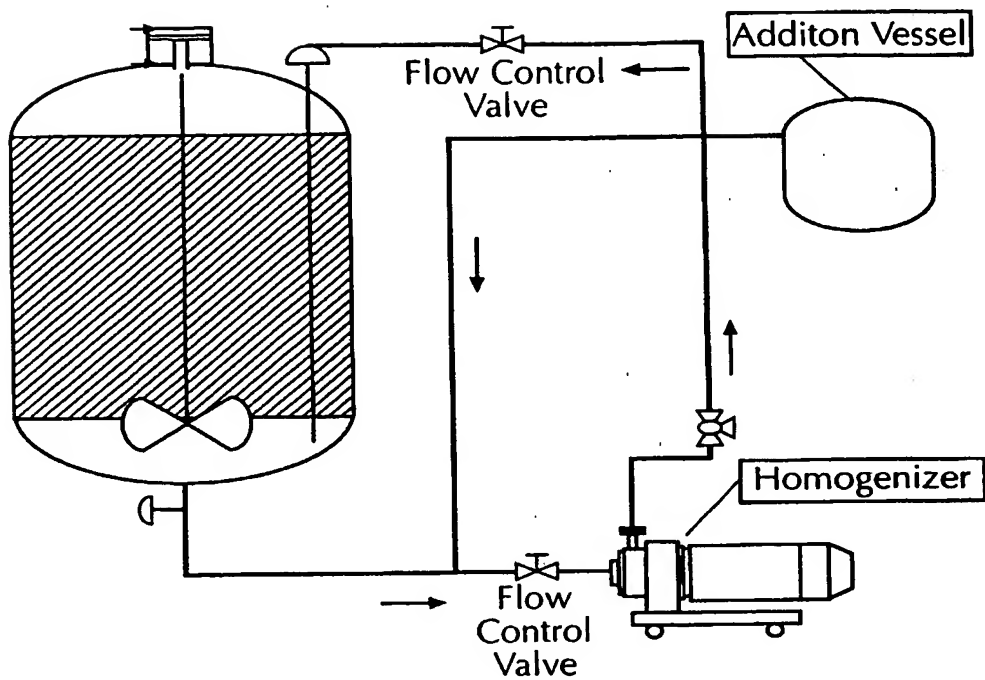 Additon Vessel
Flow Control
Valve
Homogenizer
Flow
Control
Valve